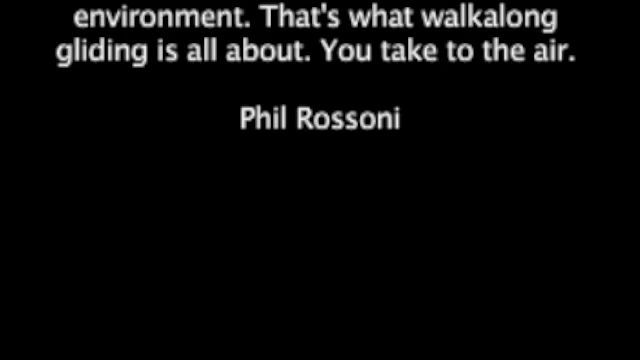 environment. That's what walkalong
gliding is all about. You take to the air.
Phil Rossoni